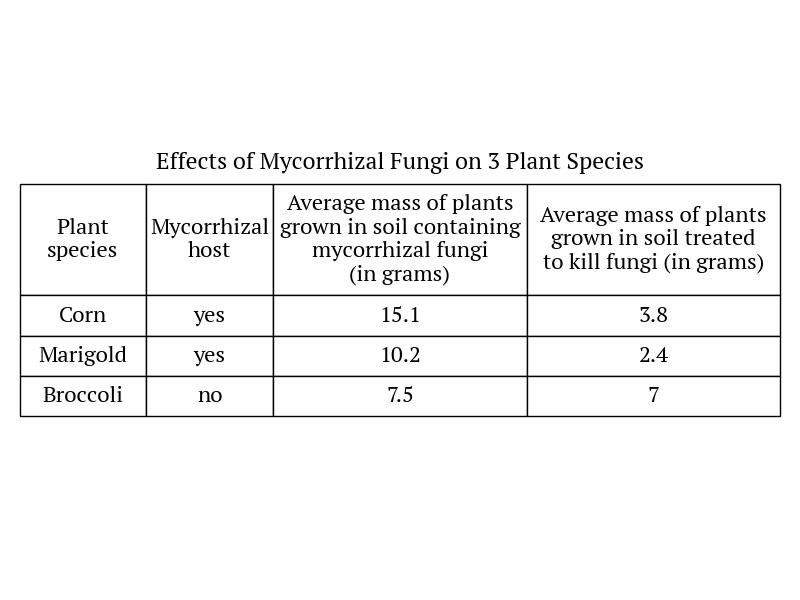 Effects of Mycorrhizal Fungi on 3 Plant Species
Plant
species
Mycorrhizal
host
Average mass of plants
grown in soil containing
mycorrhizal fungi
(in grams)
Average mass of plants
grown in soil treated
to kill fungi (in grams)
Corn yes 15.1 3.8
Marigold yes 10.2 2.4
Broccoli no 7.5 7